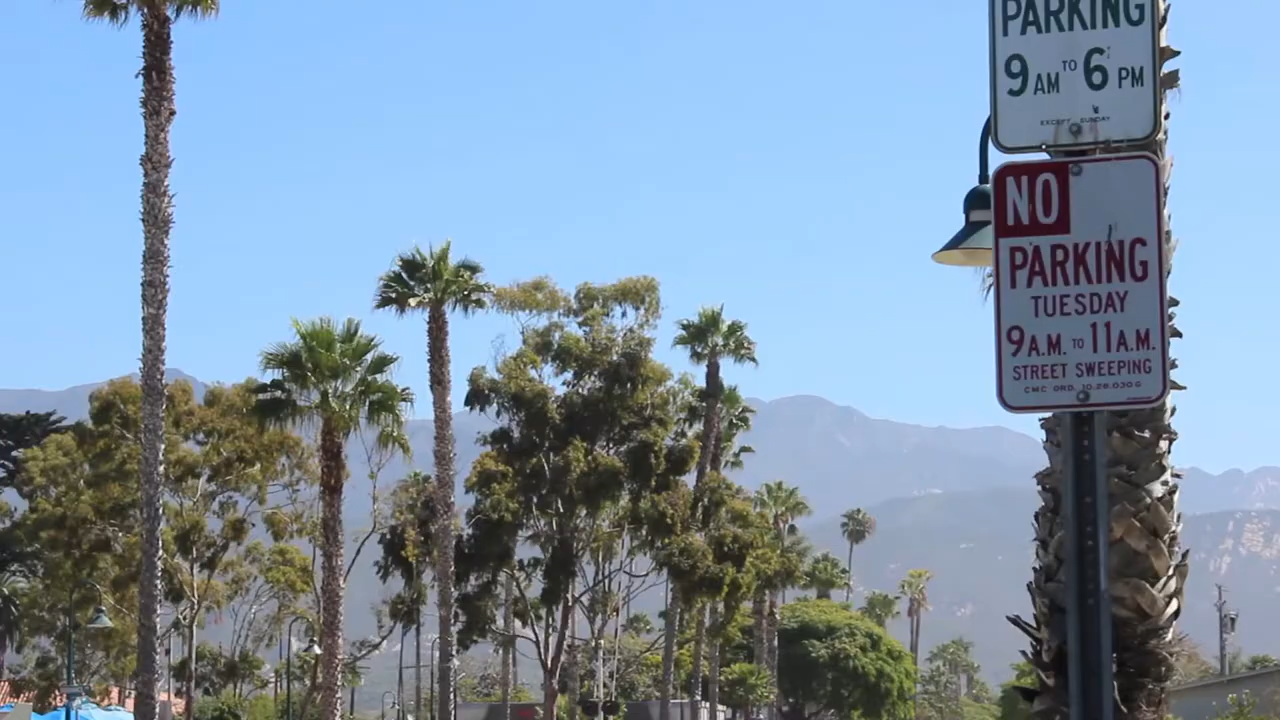 PARKING
9 AM TO 6 PM
EXCEPT SUNDAY
NO
PARKING
TUESDAY
9 A.M. TO 11 A.M.
STREET SWEEPING
CMC ORD. 10.28.030G